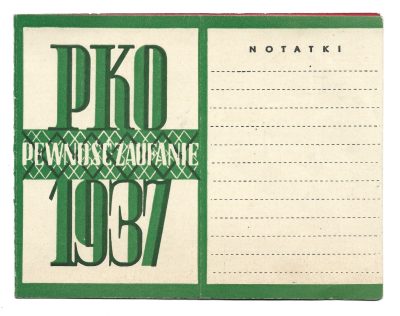 PKO
PEWNOŚĆ ZAUFANIE
1937
NOTATKI